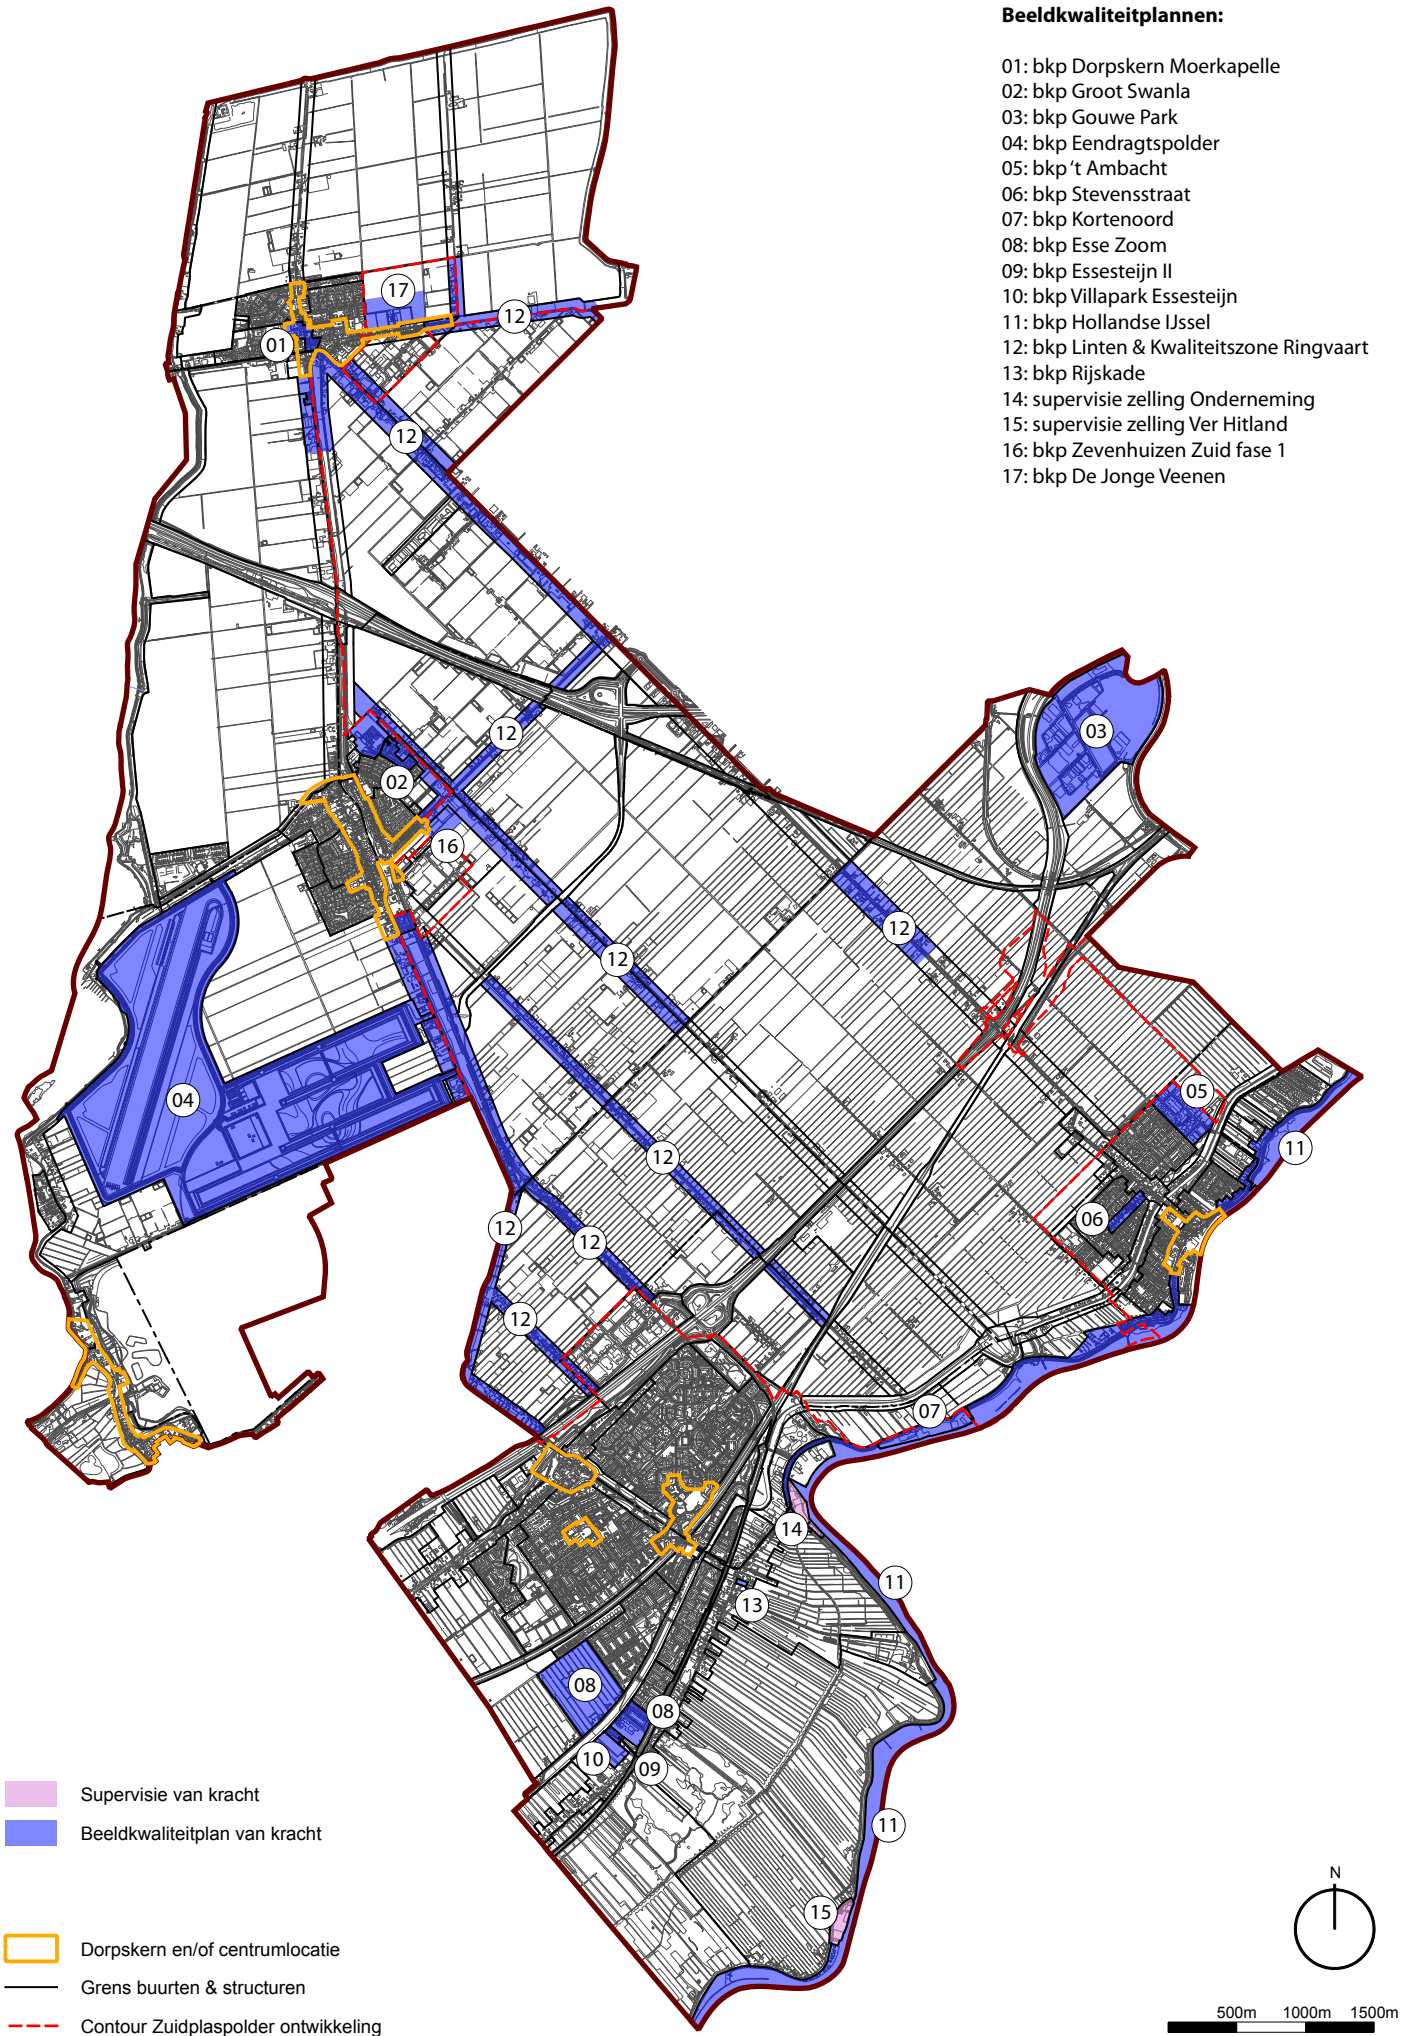 Beeldkwaliteitplannen:
01: bkp Dorpskern Moerkapelle
02: bkp Groot Swanla
03: bkp Gouwe Park
04: bkp Eendragtspolder
05: bkp ‘t Ambacht
06: bkp Stevensstraat
07: bkp Kortenoord
08: bkp Esse Zoom
09: bkp Essesteijn II
10: bkp Villapark Essesteijn
11: bkp Hollandse IJssel
12: bkp Linten & Kwaliteitszone Ringvaart
13: bkp Rijskade
14: supervisie zelling Onderneming
15: supervisie zelling Ver Hitland
16: bkp Zevenhuizen Zuid fase 1
17: bkp De Jonge Veenen
17
12
01
12
03
12
02
16
12
12
04
05
11
12
06
12
12
12
07
14
11
13
08
08
10
09
11
15
Supervisie van kracht
Beeldkwaliteitplan van kracht
Dorpskern en/of centrumlocatie
Grens buurten & structuren
Contour Zuidplaspolder ontwikkeling
N
500m 1000m 1500m